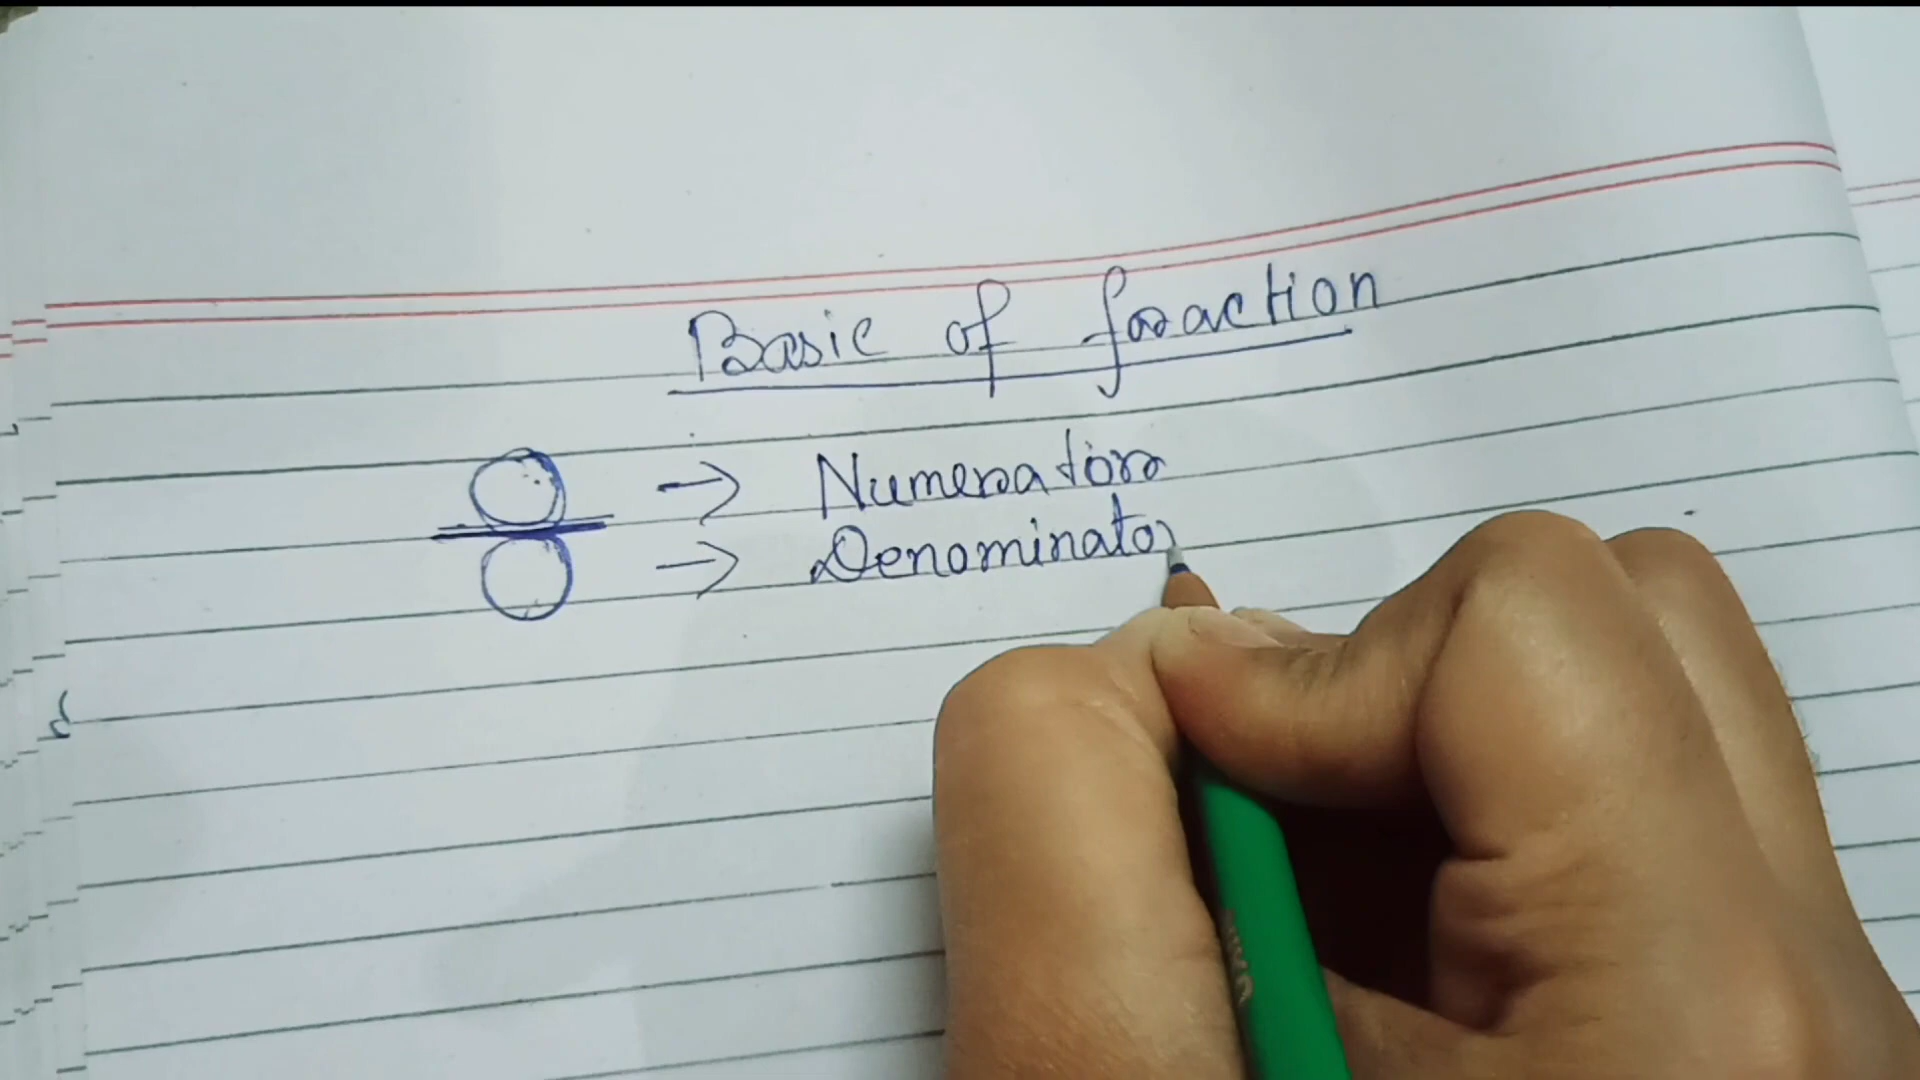 Basic of fraction
→ Numerator
→ Denominator